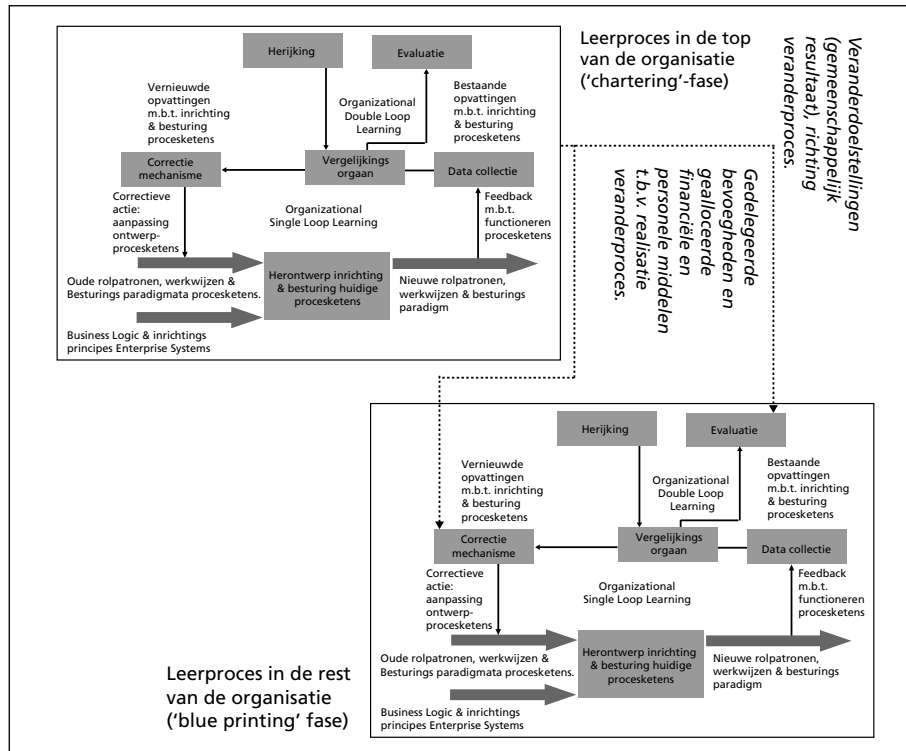 Herijking
Evaluatie
Vernieuwde
opvattingen
m.b.t. inrichting
& besturing
procesketens
Organizational
Double Loop
Learning
Bestaande
opvattingen
m.b.t. inrichting
& besturing
procesketens
Correctie
mechanisme
Vergelijkings
orgaan
Data collectie
Correctieve
actie:
aanpassing
ontwerp-
procesketens
Organizational
Single Loop Learning
Feedback
m.b.t.
functioneren
procesketens
Oude rolpatronen, werkwijzen &
Besturings paradigmata procesketens.
Herontwerp inrichting
& besturing huidige
procesketens
Nieuwe rolpatronen,
werkwijzen & besturings
paradigm
Business Logic & inrichtings
principes Enterprise Systems
Leerproces in de top
van de organisatie
('chartering'-fase)
Veranderdoelstellingen
(gemeenschappelijk
resultaat), richting
veranderproces.
Gedelegeerde
bevoegheden en
gealloceerde
financiële en
personele middelen
t.b.v. realisatie
veranderproces.
Herijking
Evaluatie
Vernieuwde
opvattingen
m.b.t. inrichting
& besturing
procesketens
Organizational
Double Loop
Learning
Bestaande
opvattingen
m.b.t. inrichting
& besturing
procesketens
Correctie
mechanisme
Vergelijkings
orgaan
Data collectie
Correctieve
actie:
aanpassing
ontwerp-
procesketens
Organizational
Single Loop Learning
Feedback
m.b.t.
functioneren
procesketens
Oude rolpatronen, werkwijzen &
Besturings paradigmata procesketens.
Herontwerp inrichting
& besturing huidige
procesketens
Nieuwe rolpatronen,
werkwijzen & besturings
paradigm
Business Logic & inrichtings
principes Enterprise Systems
Leerproces in de rest
van de organisatie
('blue printing' fase)